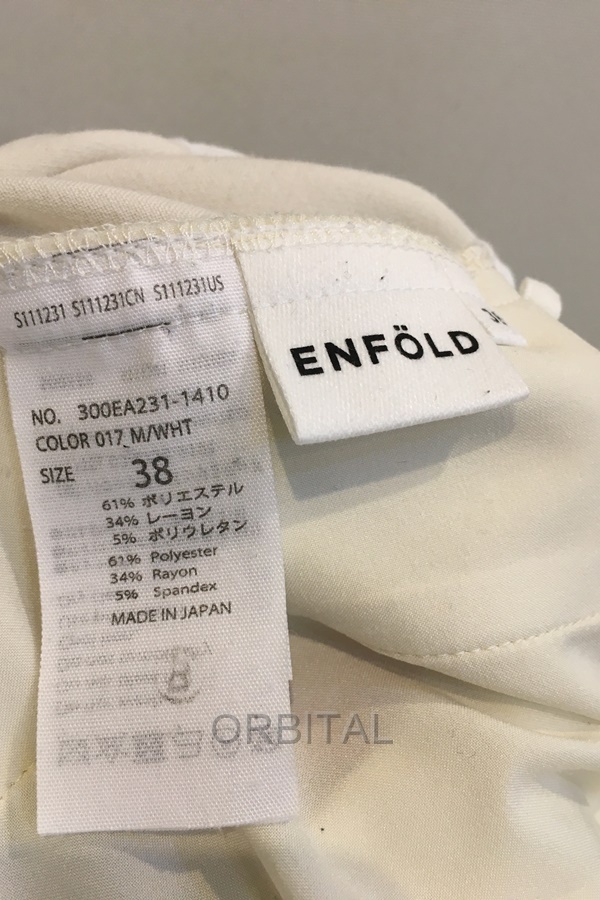 S111231 S111231CN S111231US
ENFÖLD
38
NO. 300EA231-1410
COLOR 017_M/WHT
SIZE 38
61% ポリエステル
34% レーヨン
5% ポリウレタン
61% Polyester
34% Rayon
5% Spandex
MADE IN JAPAN
ORBITAL